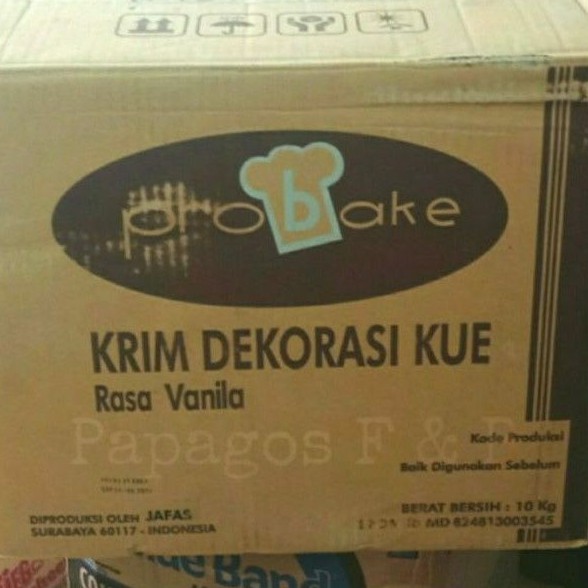 probake
KRIM DEKORASI KUE
Rasa Vanila
Papagos F & P
Kode Produksi
Baik Digunakan Sebelum
DIPRODUKSI OLEH JAFAS
SURABAYA 60117 - INDONESIA
BERAT BERSIH : 10 Kg
MD 824813003545
ue Band